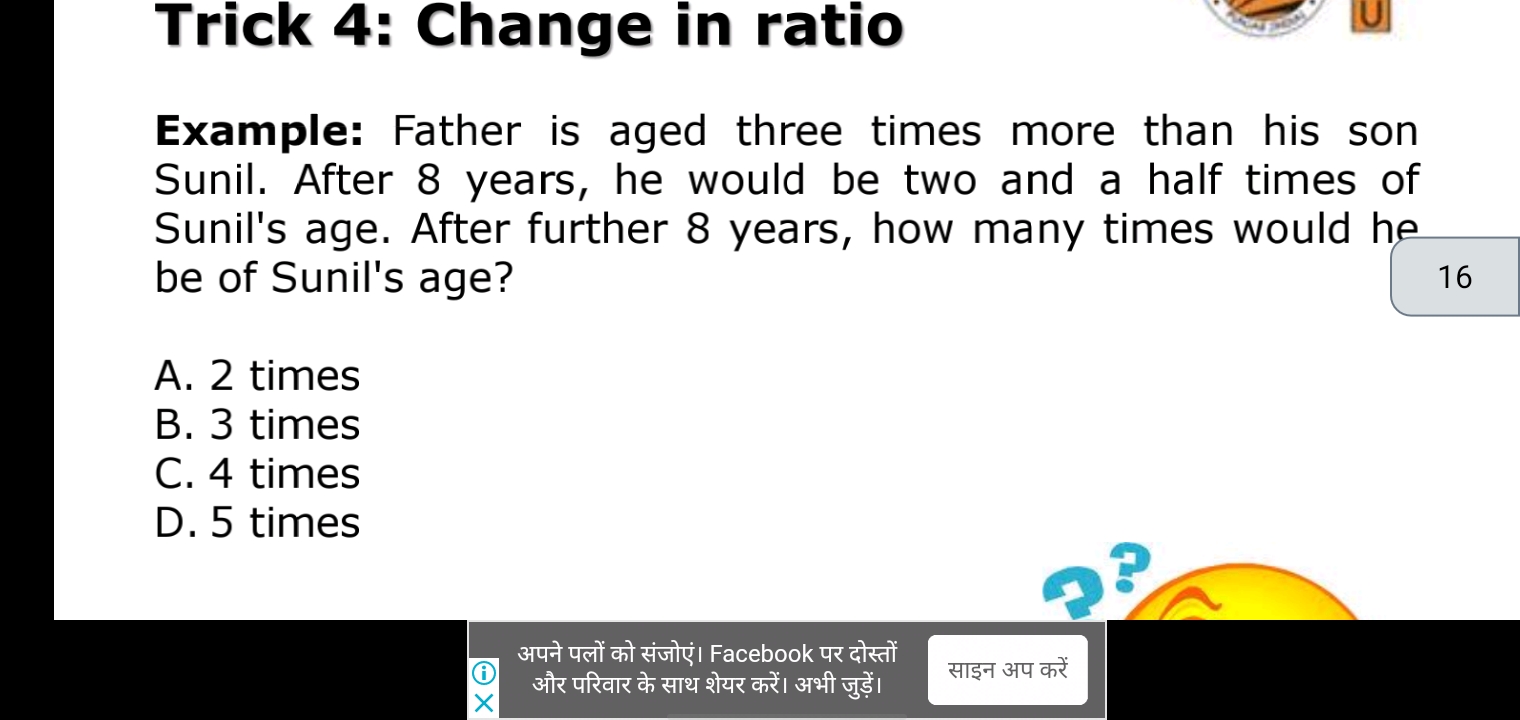 Trick 4: Change in ratio
U
Example: Father is aged three times more than his son
Sunil. After 8 years, he would be two and a half times of
Sunil's age. After further 8 years, how many times would he
be of Sunil's age?
16
A. 2 times
B. 3 times
C. 4 times
D. 5 times
??
अपने पलों को संजोएं। Facebook पर दोस्तों
और परिवार के साथ शेयर करें। अभी जुड़ें।
साइन अप करें